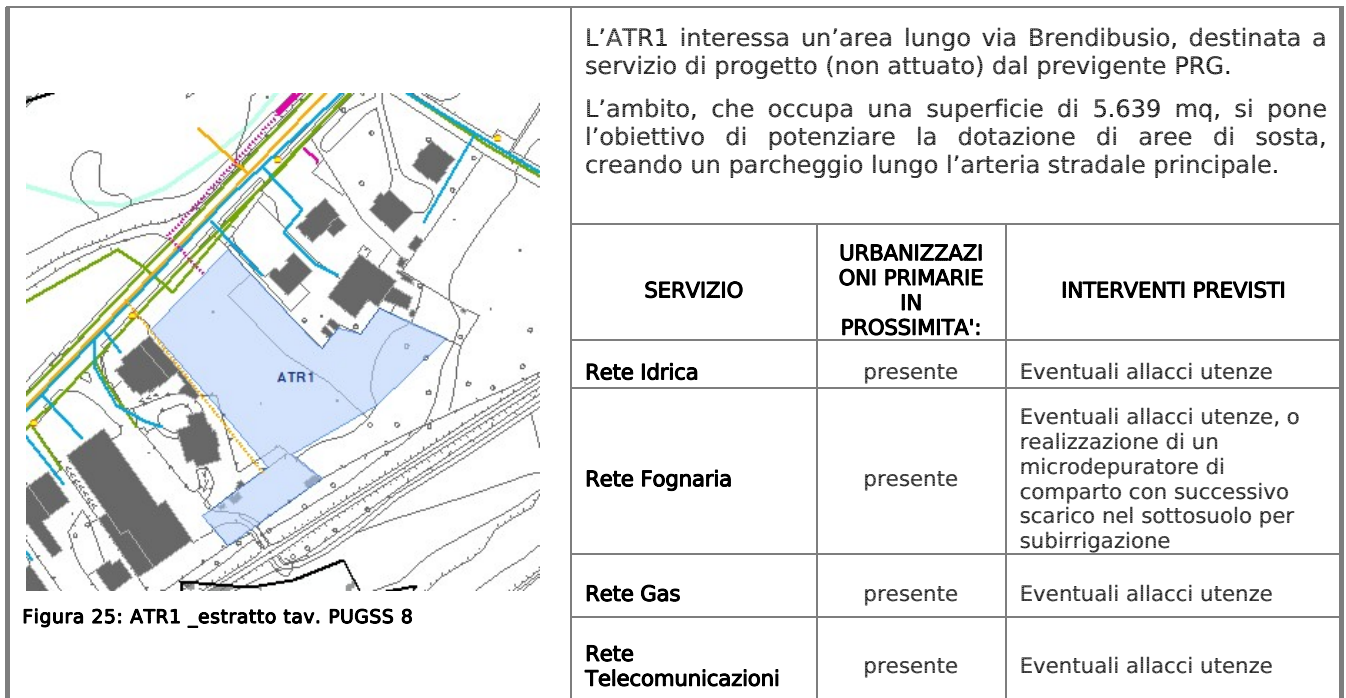 L’ATR1 interessa un’area lungo via Brendibusio, destinata a
servizio di progetto (non attuato) dal previgente PRG.
L’ambito, che occupa una superficie di 5.639 mq, si pone
l’obiettivo di potenziare la dotazione di aree di sosta,
creando un parcheggio lungo l’arteria stradale principale.
ATR1
Figura 25: ATR1 _estratto tav. PUGSS 8
SERVIZIO
URBANIZZAZI
ONI PRIMARIE
IN
PROSSIMITA':
INTERVENTI PREVISTI
Rete Idrica
presente
Eventuali allacci utenze
Rete Fognaria
presente
Eventuali allacci utenze, o
realizzazione di un
microdepuratore di
comparto con successivo
scarico nel sottosuolo per
subirrigazione
Rete Gas
presente
Eventuali allacci utenze
Rete
Telecomunicazioni
presente
Eventuali allacci utenze